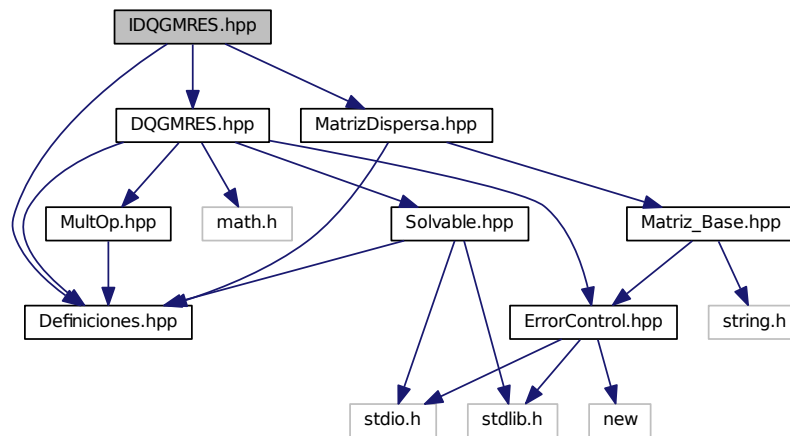 IDQGMRES.hpp
DQGMRES.hpp
MatrizDispersa.hpp
MultOp.hpp
math.h
Solvable.hpp
Matriz_Base.hpp
Definiciones.hpp
ErrorControl.hpp
string.h
stdio.h
stdlib.h
new